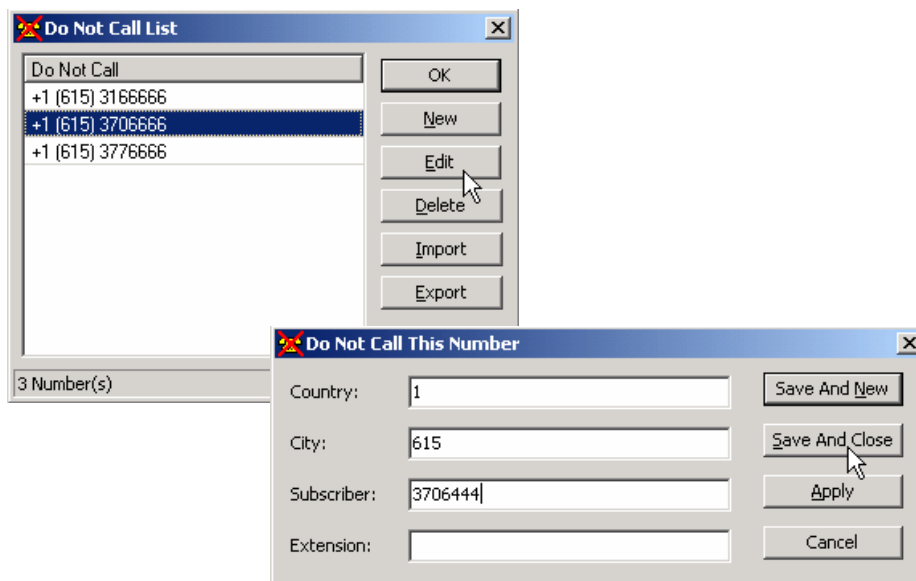 Do Not Call List
Do Not Call
+1 (615) 3166666
+1 (615) 3706666
+1 (615) 3776666
OK
New
Edit
Delete
Import
Export
3 Number(s)
Do Not Call This Number
Country:
1
Save And New
City:
615
Save And Close
Subscriber:
3706444
Apply
Extension:
Cancel